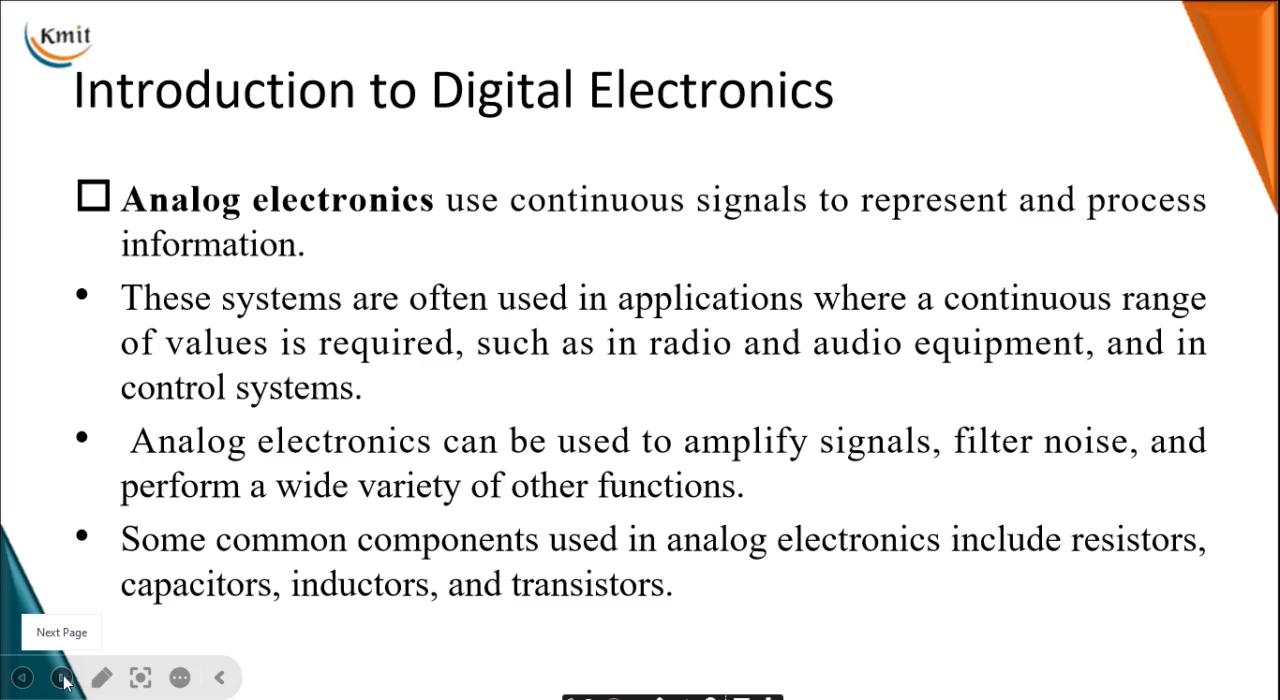 Kmit
Introduction to Digital Electronics
Analog electronics use continuous signals to represent and process
information.
• These systems are often used in applications where a continuous range
of values is required, such as in radio and audio equipment, and in
control systems.
• Analog electronics can be used to amplify signals, filter noise, and
perform a wide variety of other functions.
• Some common components used in analog electronics include resistors,
capacitors, inductors, and transistors.
Next Page